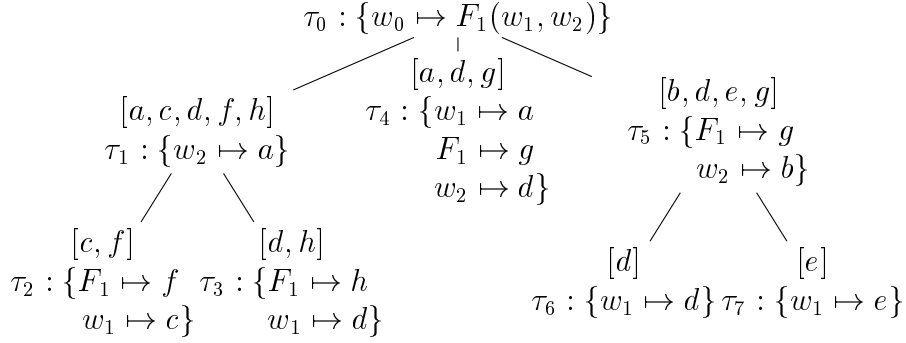 τ₀ : {w₀ ↦ F₁(w₁, w₂)}
[a, c, d, f, h]
τ₁ : {w₂ ↦ a}
[a, d, g]
τ₄ : {w₁ ↦ a
F₁ ↦ g
w₂ ↦ d}
[b, d, e, g]
τ₅ : {F₁ ↦ g
w₂ ↦ b}
[c, f]
τ₂ : {F₁ ↦ f
w₁ ↦ c}
[d, h]
τ₃ : {F₁ ↦ h
w₁ ↦ d}
[d]
τ₆ : {w₁ ↦ d}
[e]
τ₇ : {w₁ ↦ e}